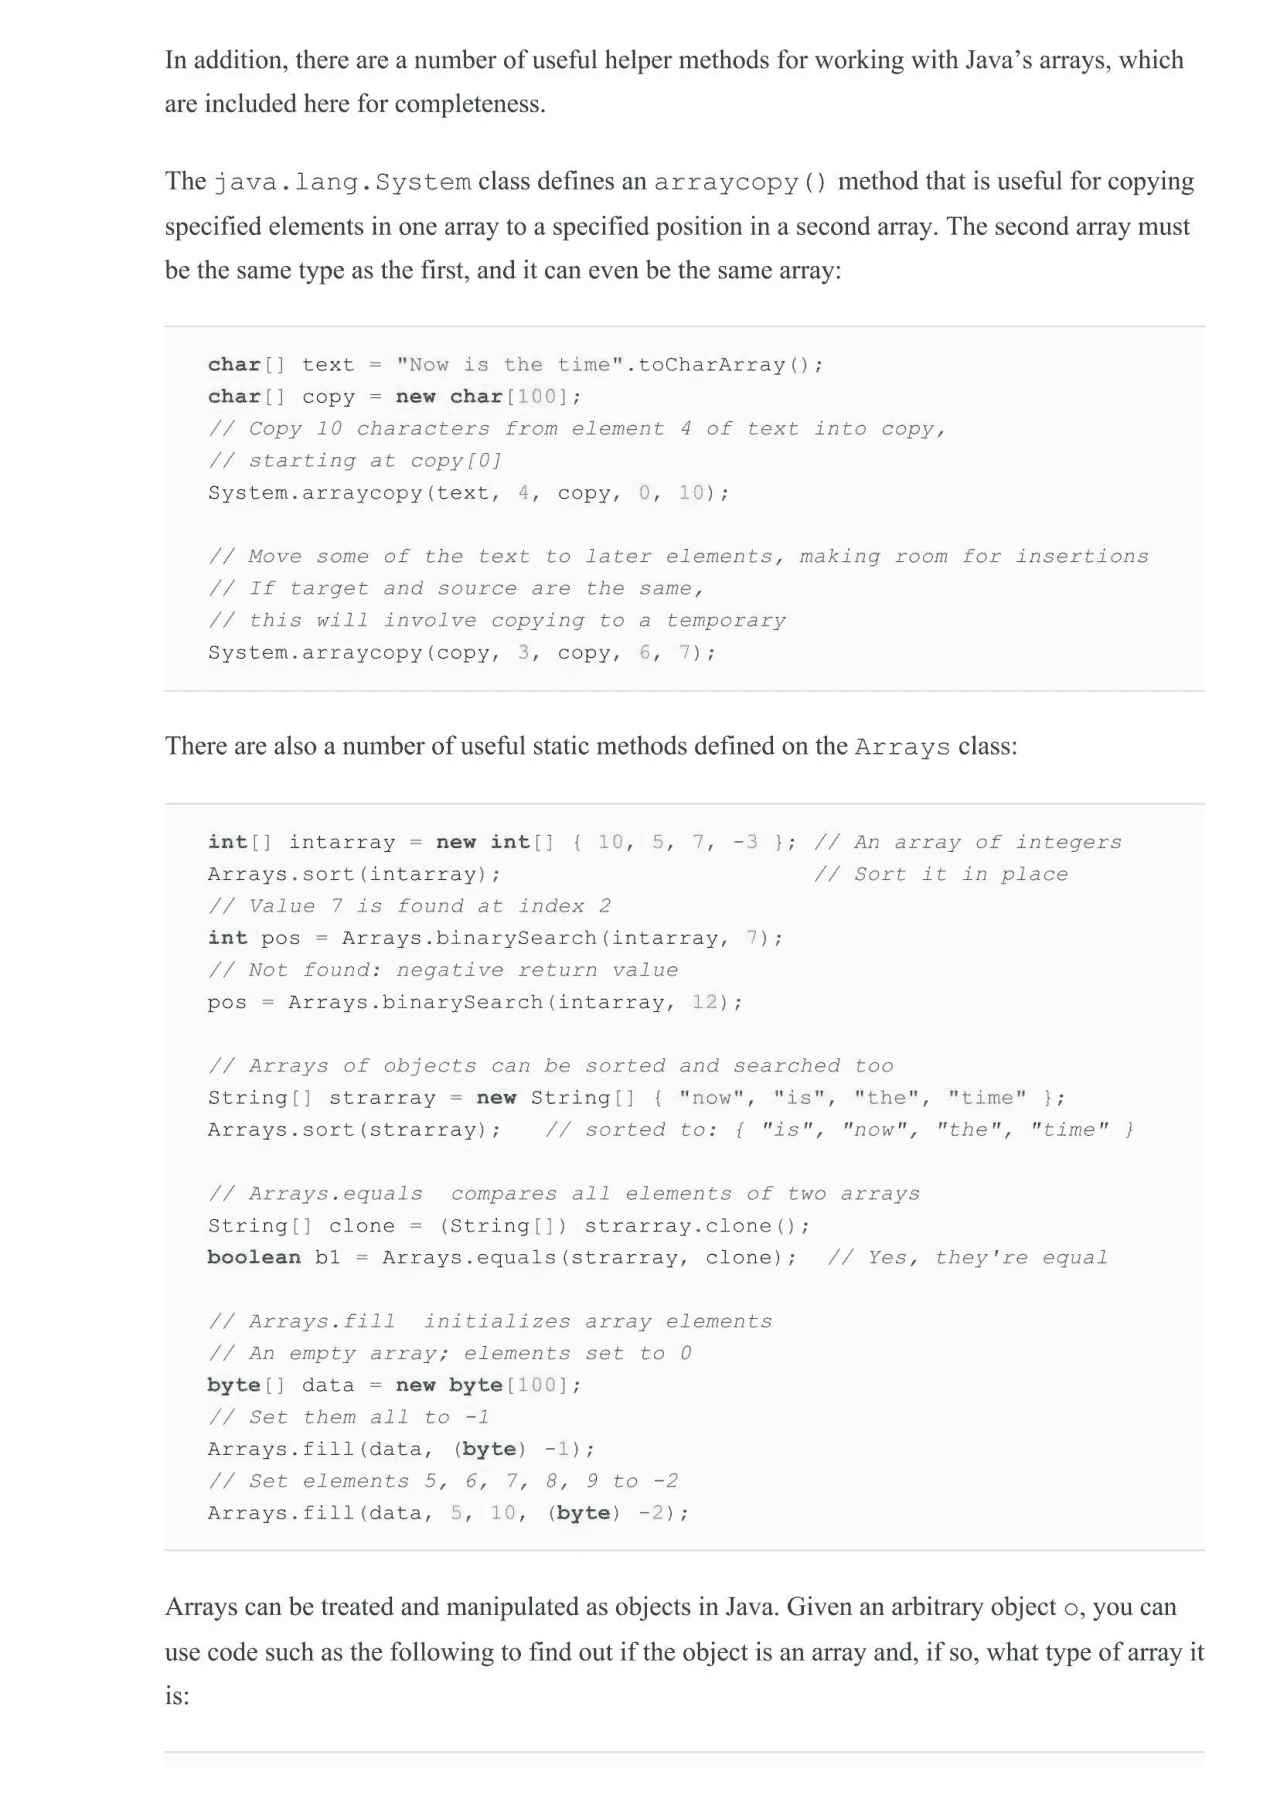 In addition, there are a number of useful helper methods for working with Java’s arrays, which
are included here for completeness.
The java.lang.System class defines an arraycopy() method that is useful for copying
specified elements in one array to a specified position in a second array. The second array must
be the same type as the first, and it can even be the same array:
char[] text = "Now is the time".toCharArray();
char[] copy = new char[100];
// Copy 10 characters from element 4 of text into copy,
// starting at copy[0]
System.arraycopy(text, 4, copy, 0, 10);
// Move some of the text to later elements, making room for insertions
// If target and source are the same,
// this will involve copying to a temporary
System.arraycopy(copy, 3, copy, 6, 7);
There are also a number of useful static methods defined on the Arrays class:
int[] intarray = new int[] { 10, 5, 7, -3 }; // An array of integers
Arrays.sort(intarray); // Sort it in place
// Value 7 is found at index 2
int pos = Arrays.binarySearch(intarray, 7);
// Not found: negative return value
pos = Arrays.binarySearch(intarray, 12);
// Arrays of objects can be sorted and searched too
String[] strarray = new String[] { "now", "is", "the", "time" };
Arrays.sort(strarray); // sorted to: { "is", "now", "the", "time" }
// Arrays.equals compares all elements of two arrays
String[] clone = (String[]) strarray.clone();
boolean b1 = Arrays.equals(strarray, clone); // Yes, they're equal
// Arrays.fill initializes array elements
// An empty array; elements set to 0
byte[] data = new byte[100];
// Set them all to -1
Arrays.fill(data, (byte) -1);
// Set elements 5, 6, 7, 8, 9 to -2
Arrays.fill(data, 5, 10, (byte) -2);
Arrays can be treated and manipulated as objects in Java. Given an arbitrary object o, you can
use code such as the following to find out if the object is an array and, if so, what type of array it
is: